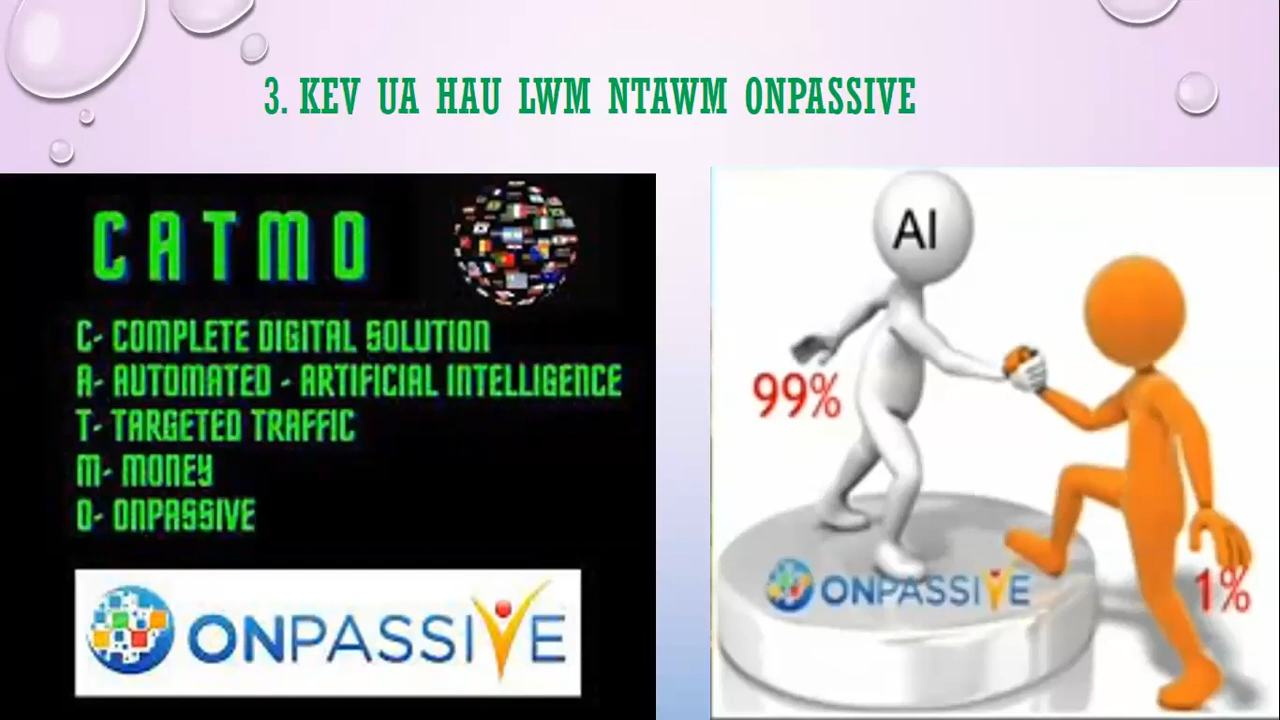 3. KEV UA HAU LWM NTAWM ONPASSIVE
CATMO
C- COMPLETE DIGITAL SOLUTION
A- AUTOMATED - ARTIFICIAL INTELLIGENCE
T- TARGETED TRAFFIC
M- MONEY
O- ONPASSIVE
ONPASSIVE
AI
99%
ONPASSIVE
1%